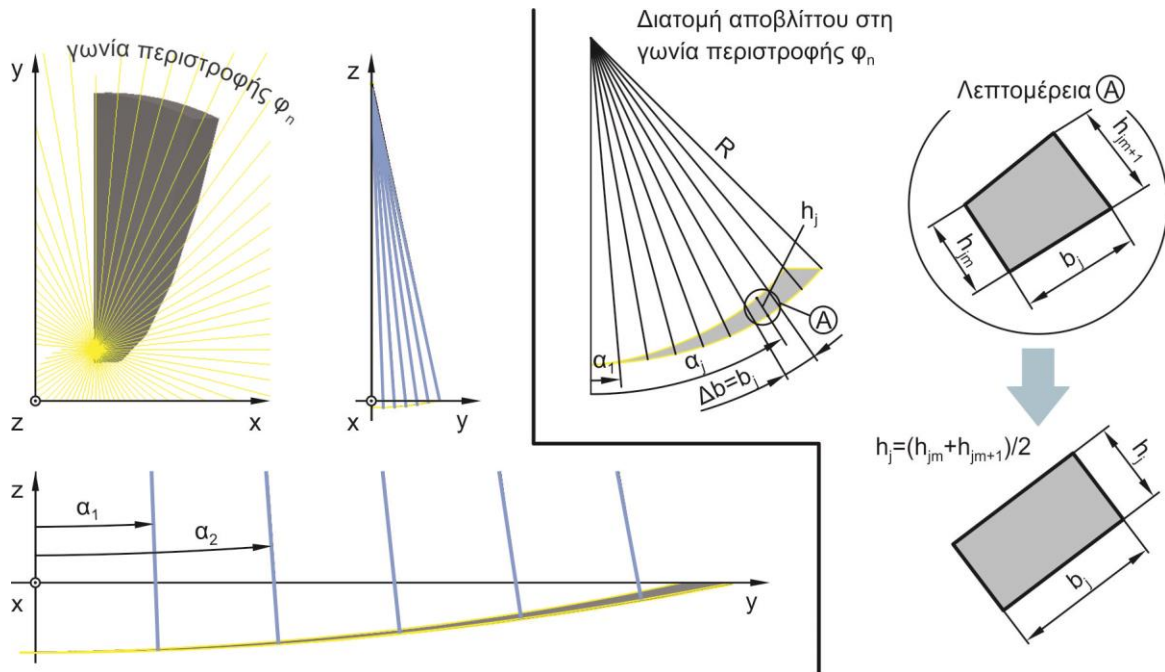 γωνία περιστροφής φₙ
y
z
x
z
x
y
Διατομή αποβλίττου στη
γωνία περιστροφής φₙ
R
hⱼ
A
α₁
αⱼ
Δb=bⱼ
Λεπτομέρεια A
hⱼₘ₊₁
hⱼₘ
bⱼ
hⱼ=(hⱼₘ+hⱼₘ₊₁)/2
hⱼ
bⱼ
z
α₁
α₂
x
y